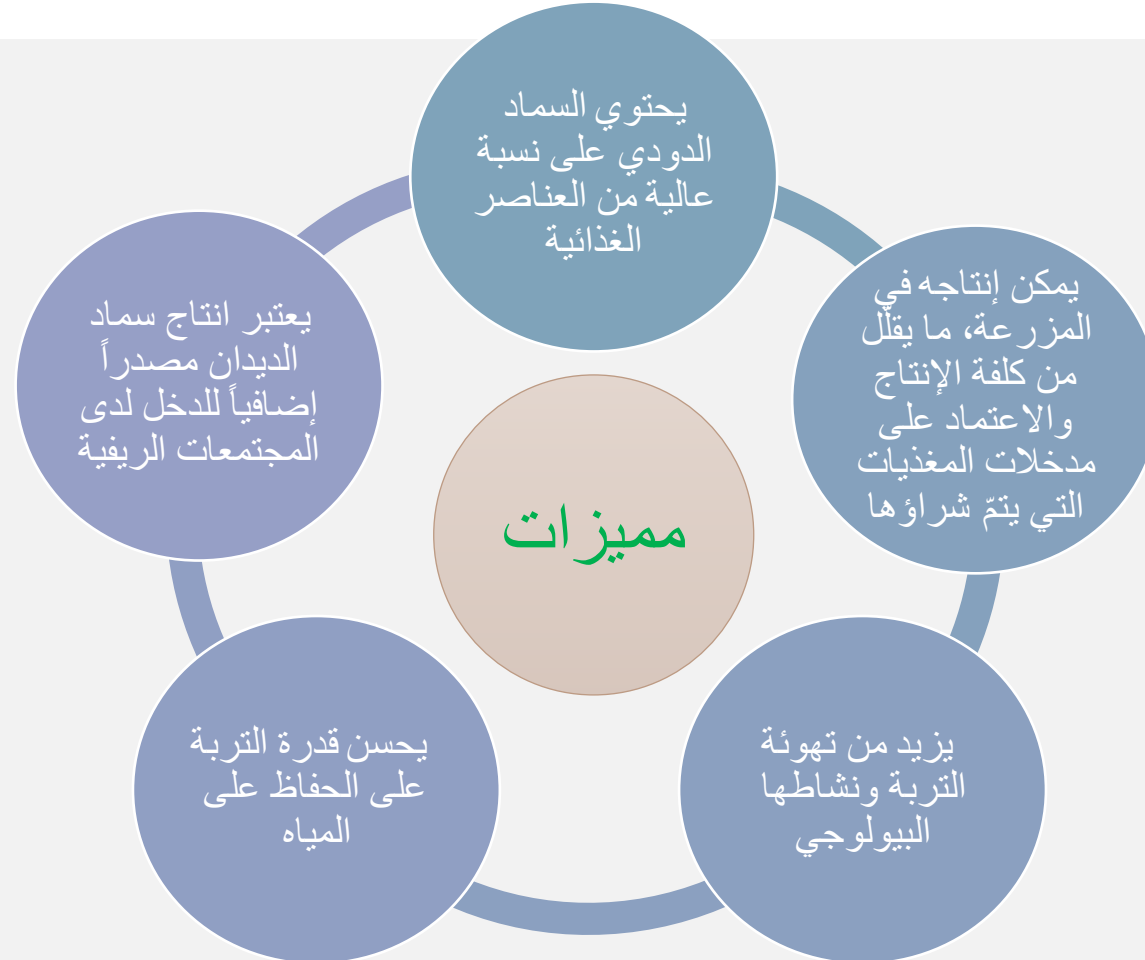 يحتوي السماد
الدودي على نسبة
عالية من العناصر
الغذائية
يمكن إنتاجه في
المزرعة، ما يقلّل
من كلفة الإنتاج
والاعتماد على
مدخلات المغذيات
التي يتمّ شراؤها
يزيد من تهوئة
التربة ونشاطها
البيولوجي
يحسن قدرة التربة
على الحفاظ على
المياه
يعتبر انتاج سماد
الديدان مصدراً
إضافياً للدخل لدى
المجتمعات الريفية
مميزات